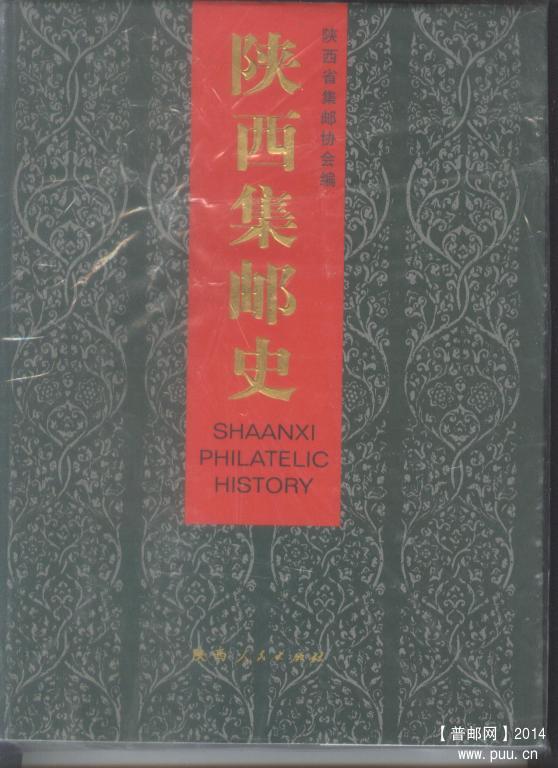 陕西集邮史
陕西省集邮协会编
SHAANXI
PHILATELIC
HISTORY
陕西人民出版社
【普邮网】2014
www.puu.cn